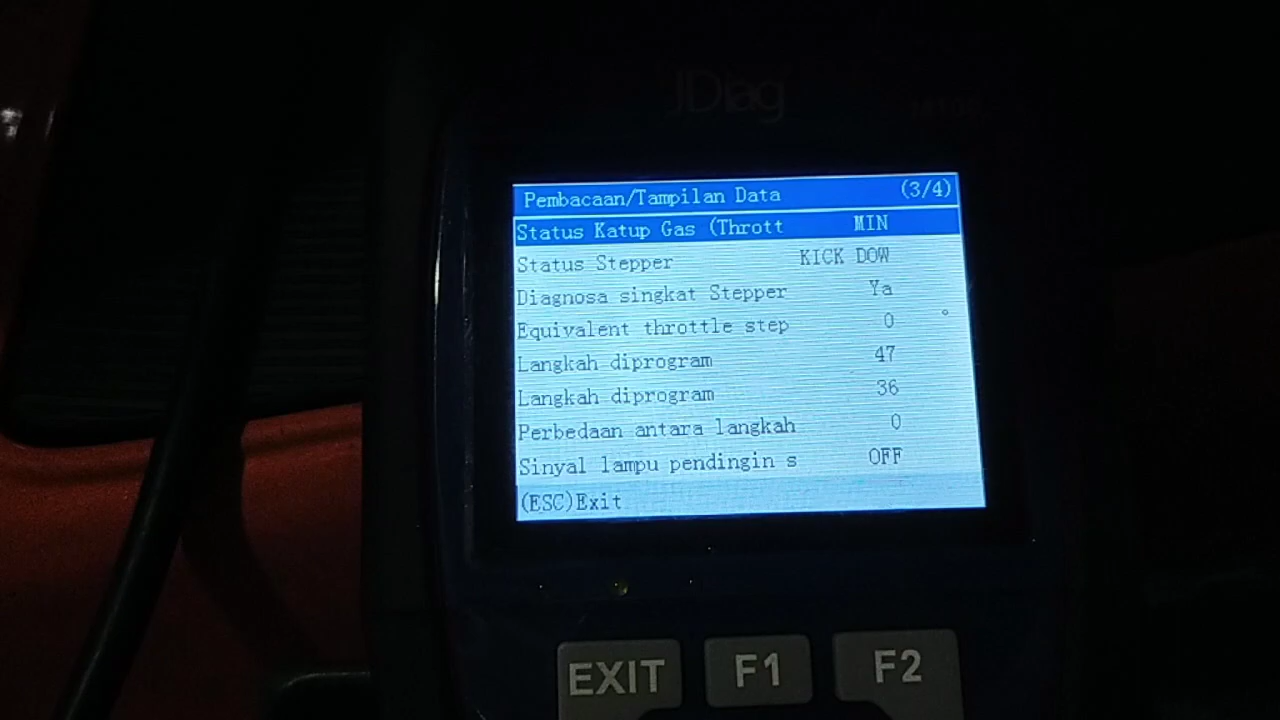 JDiag
Pembacaan/Tampilan Data (3/4)
Status Katup Gas (Thrott MIN
Status Stepper KICK DOW
Diagnosa singkat Stepper Ya
Equivalent throttle step 0 °
Langkah diprogram 47
Langkah diprogram 36
Perbedaan antara langkah 0
Sinyal lampu pendingin s OFF
(ESC)Exit
EXIT F1 F2